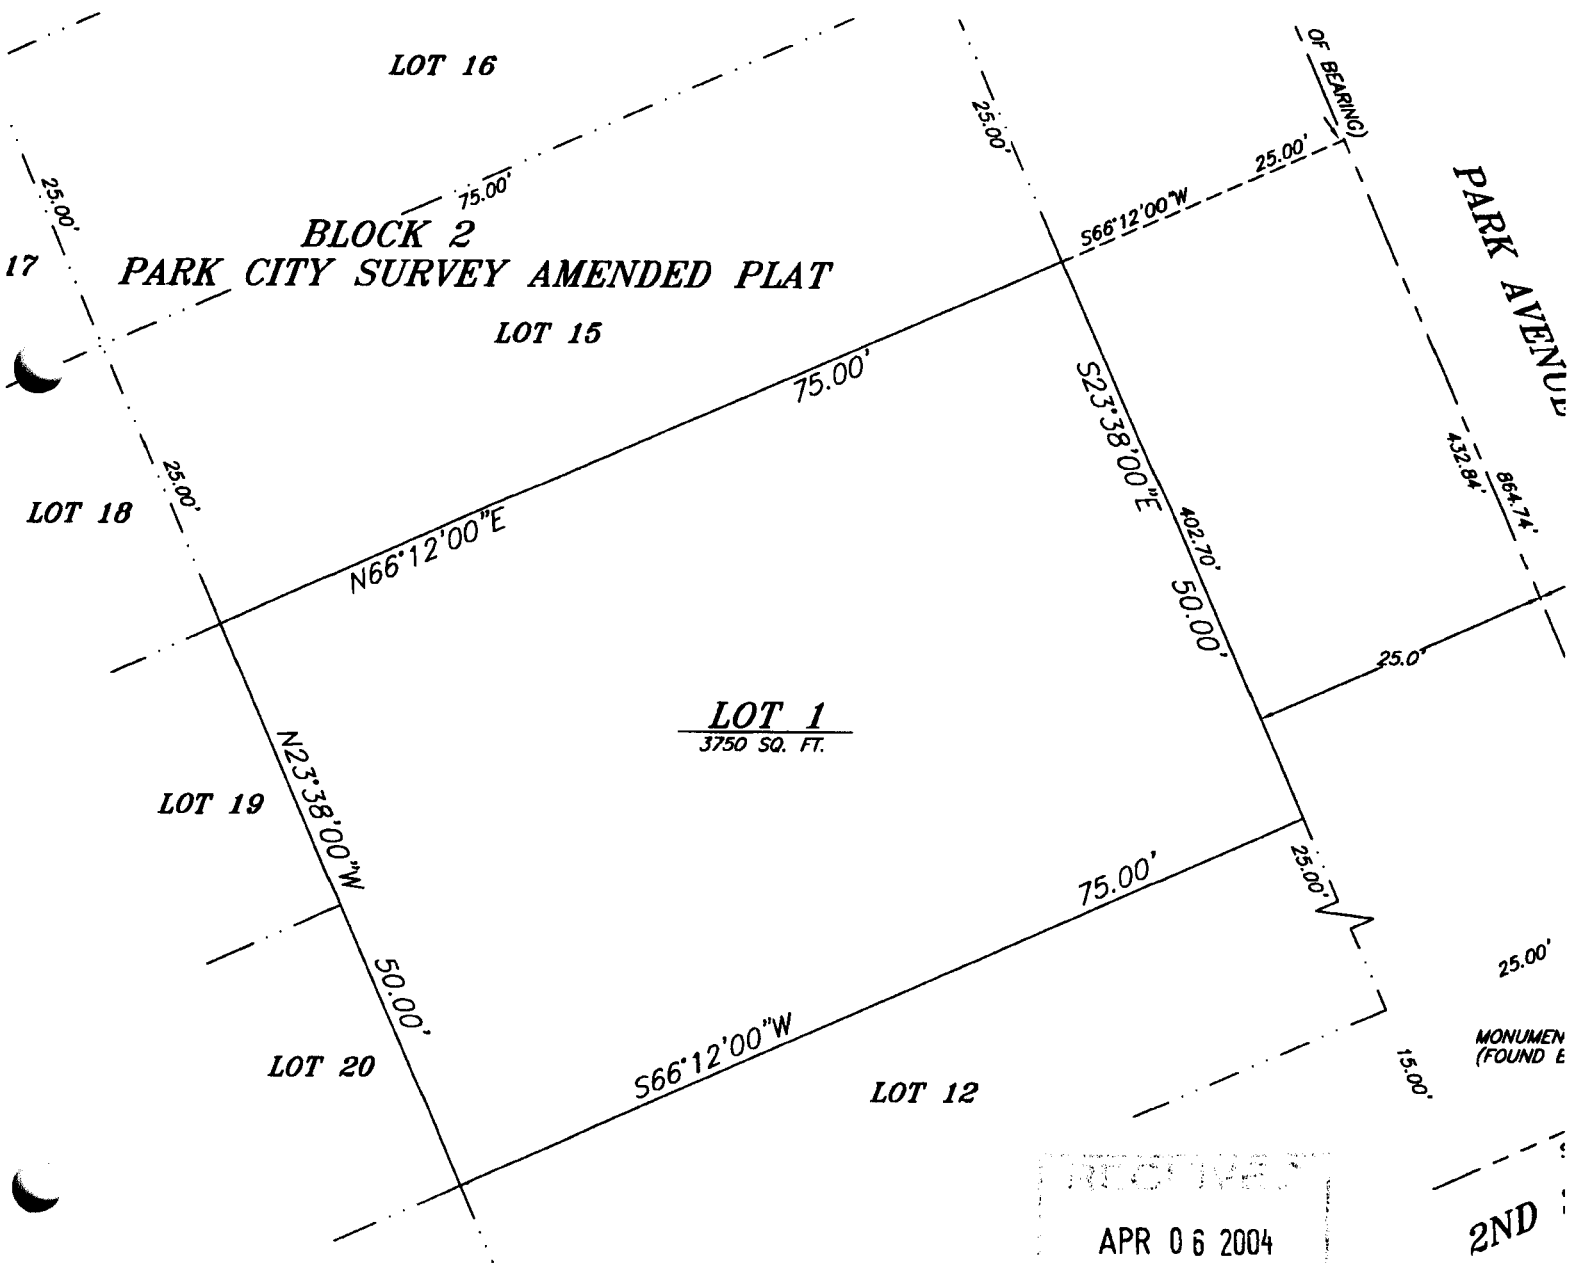 LOT 16
OF BEARING)
25.00'
25.00'
S66°12'00"W
25.00'
75.00'
PARK AVENUE
BLOCK 2
17
PARK CITY SURVEY AMENDED PLAT
LOT 15
75.00'
S23°38'00"E
402.70'
50.00'
432.84'
864.74'
25.00'
LOT 18
N66°12'00"E
25.0'
LOT 1
3750 SQ. FT.
N23°38'00"W
LOT 19
75.00'
25.00'
50.00'
25.00'
S66°12'00"W
LOT 20
LOT 12
MONUMEN
(FOUND
15.00'
RECEIVED
APR 06 2004
2ND